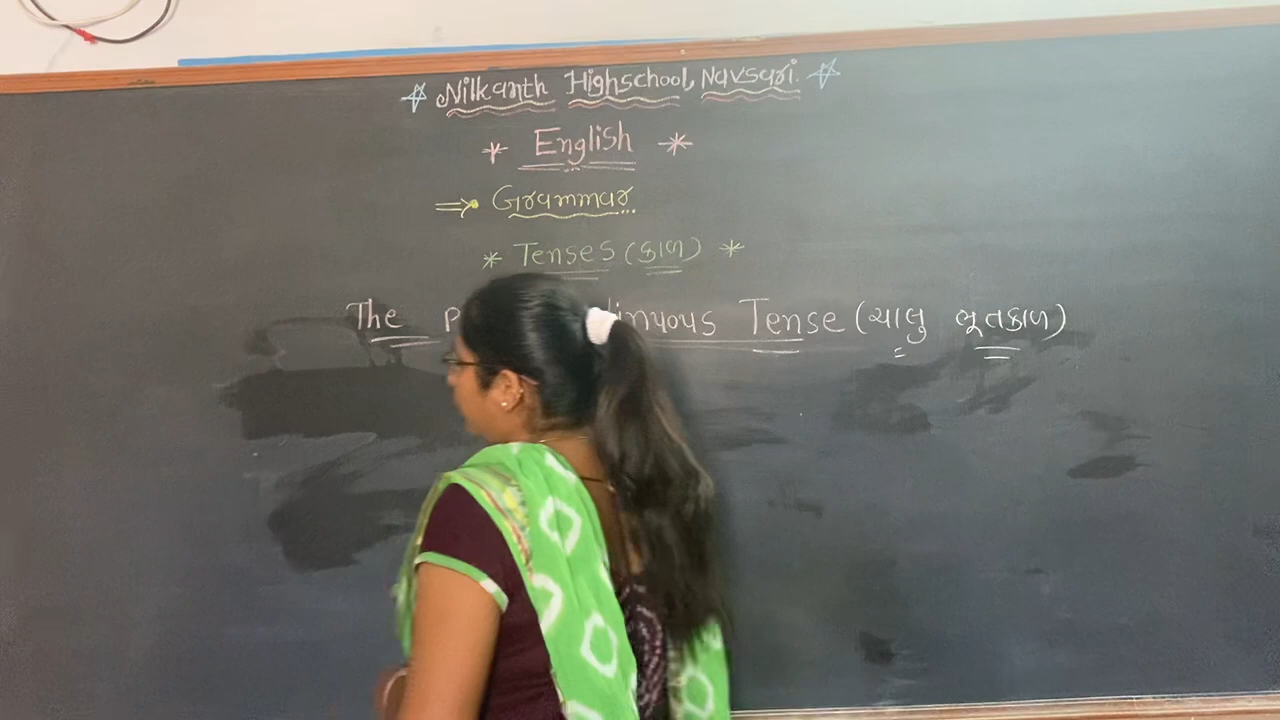 Nilkanth Highschool, Navsari.
English
Grammar
Tenses (કાળ)
The Tense (ચાલુ ભૂતકાળ)